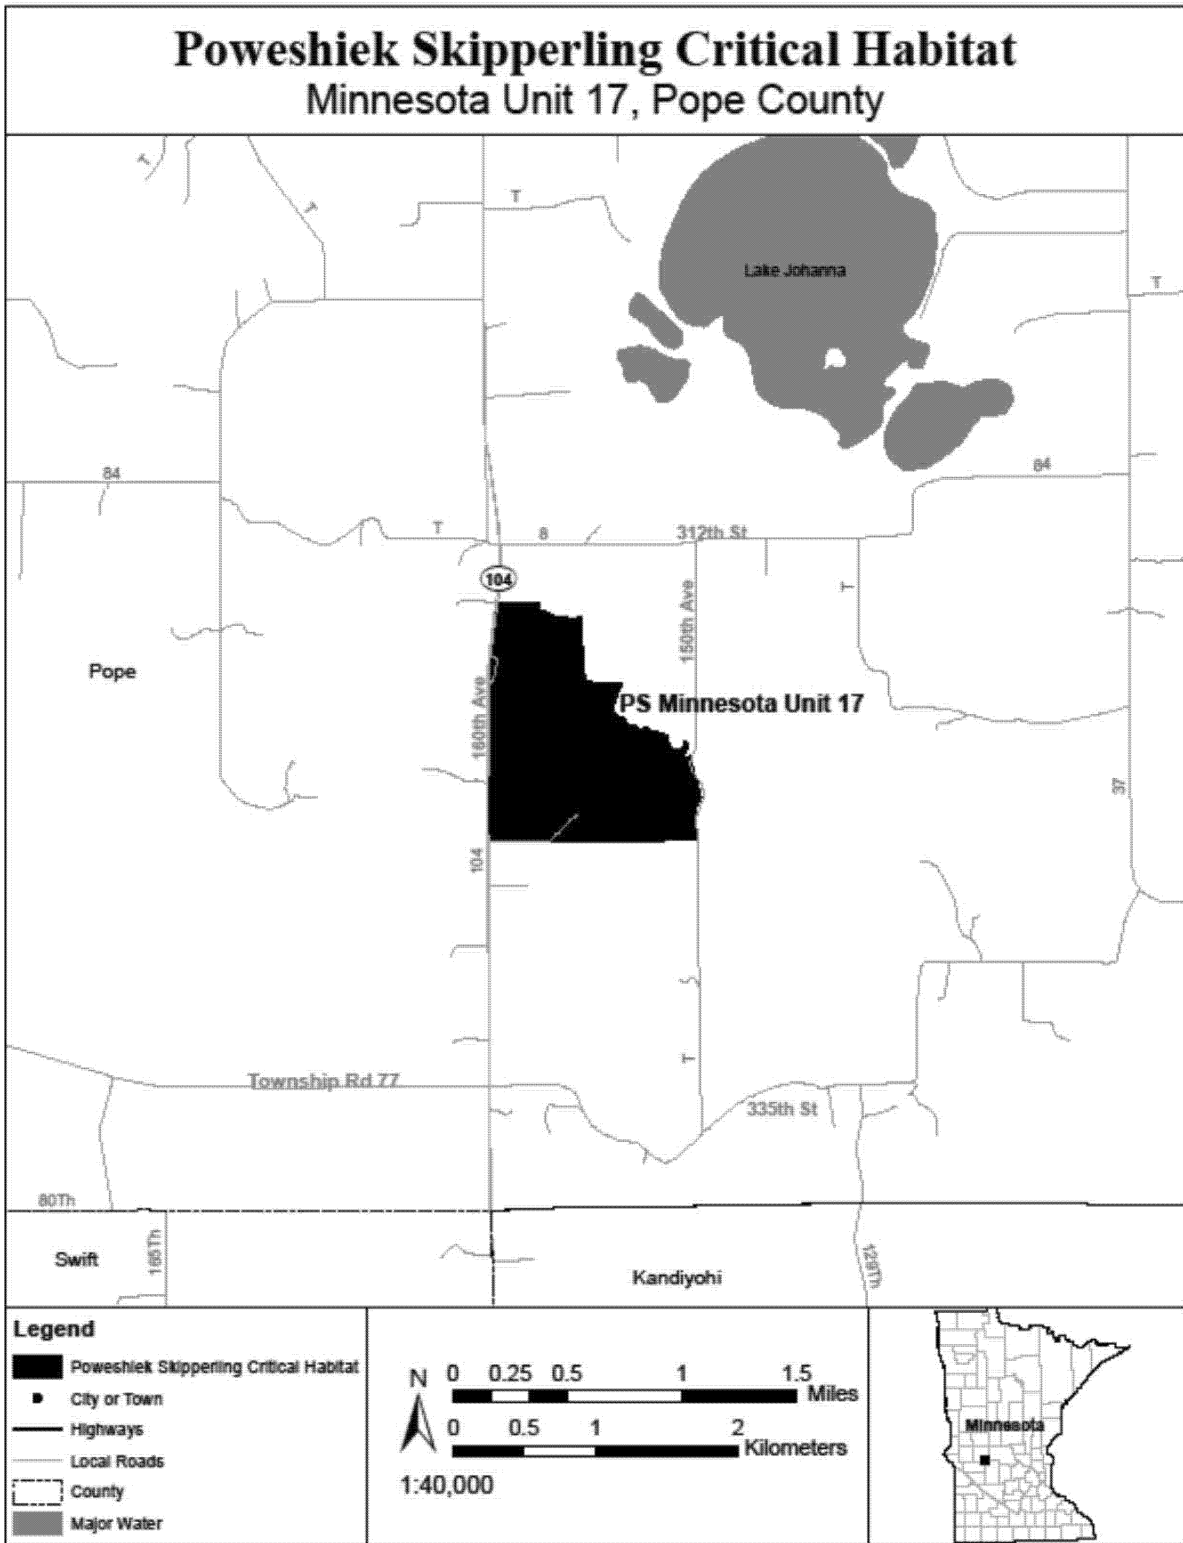 Poweshiek Skipperling Critical Habitat
Minnesota Unit 17, Pope County
T
T
T
Lake Johanna
T
84
84
T
8
312th St
104
T
150th Ave
Pope
160th Ave
PS Minnesota Unit 17
37
104
T
Township Rd 77
335th St
80Th
Swift
165Th
Kandiyohi
129Th
Legend
Poweshiek Skipperling Critical Habitat
City or Town
Highways
Local Roads
County
Major Water
N
0 0.25 0.5 1 1.5
Miles
0 0.5 1 2
Kilometers
1:40,000
Minnesota